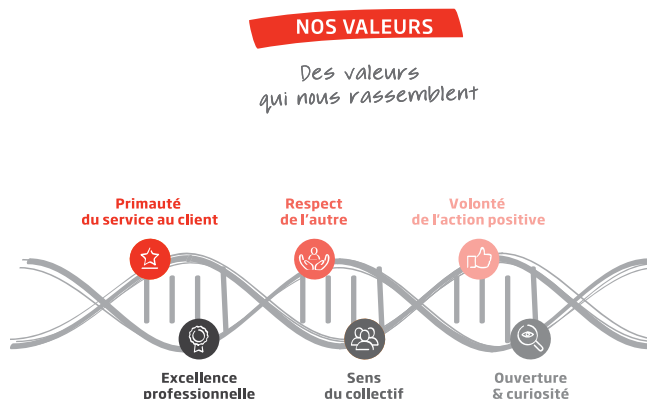 NOS VALEURS
Des valeurs
qui nous rassemblent
Primauté
du service au client
Respect
de l'autre
Volonté
de l'action positive
Excellence
professionnelle
Sens
du collectif
Ouverture
& curiosité